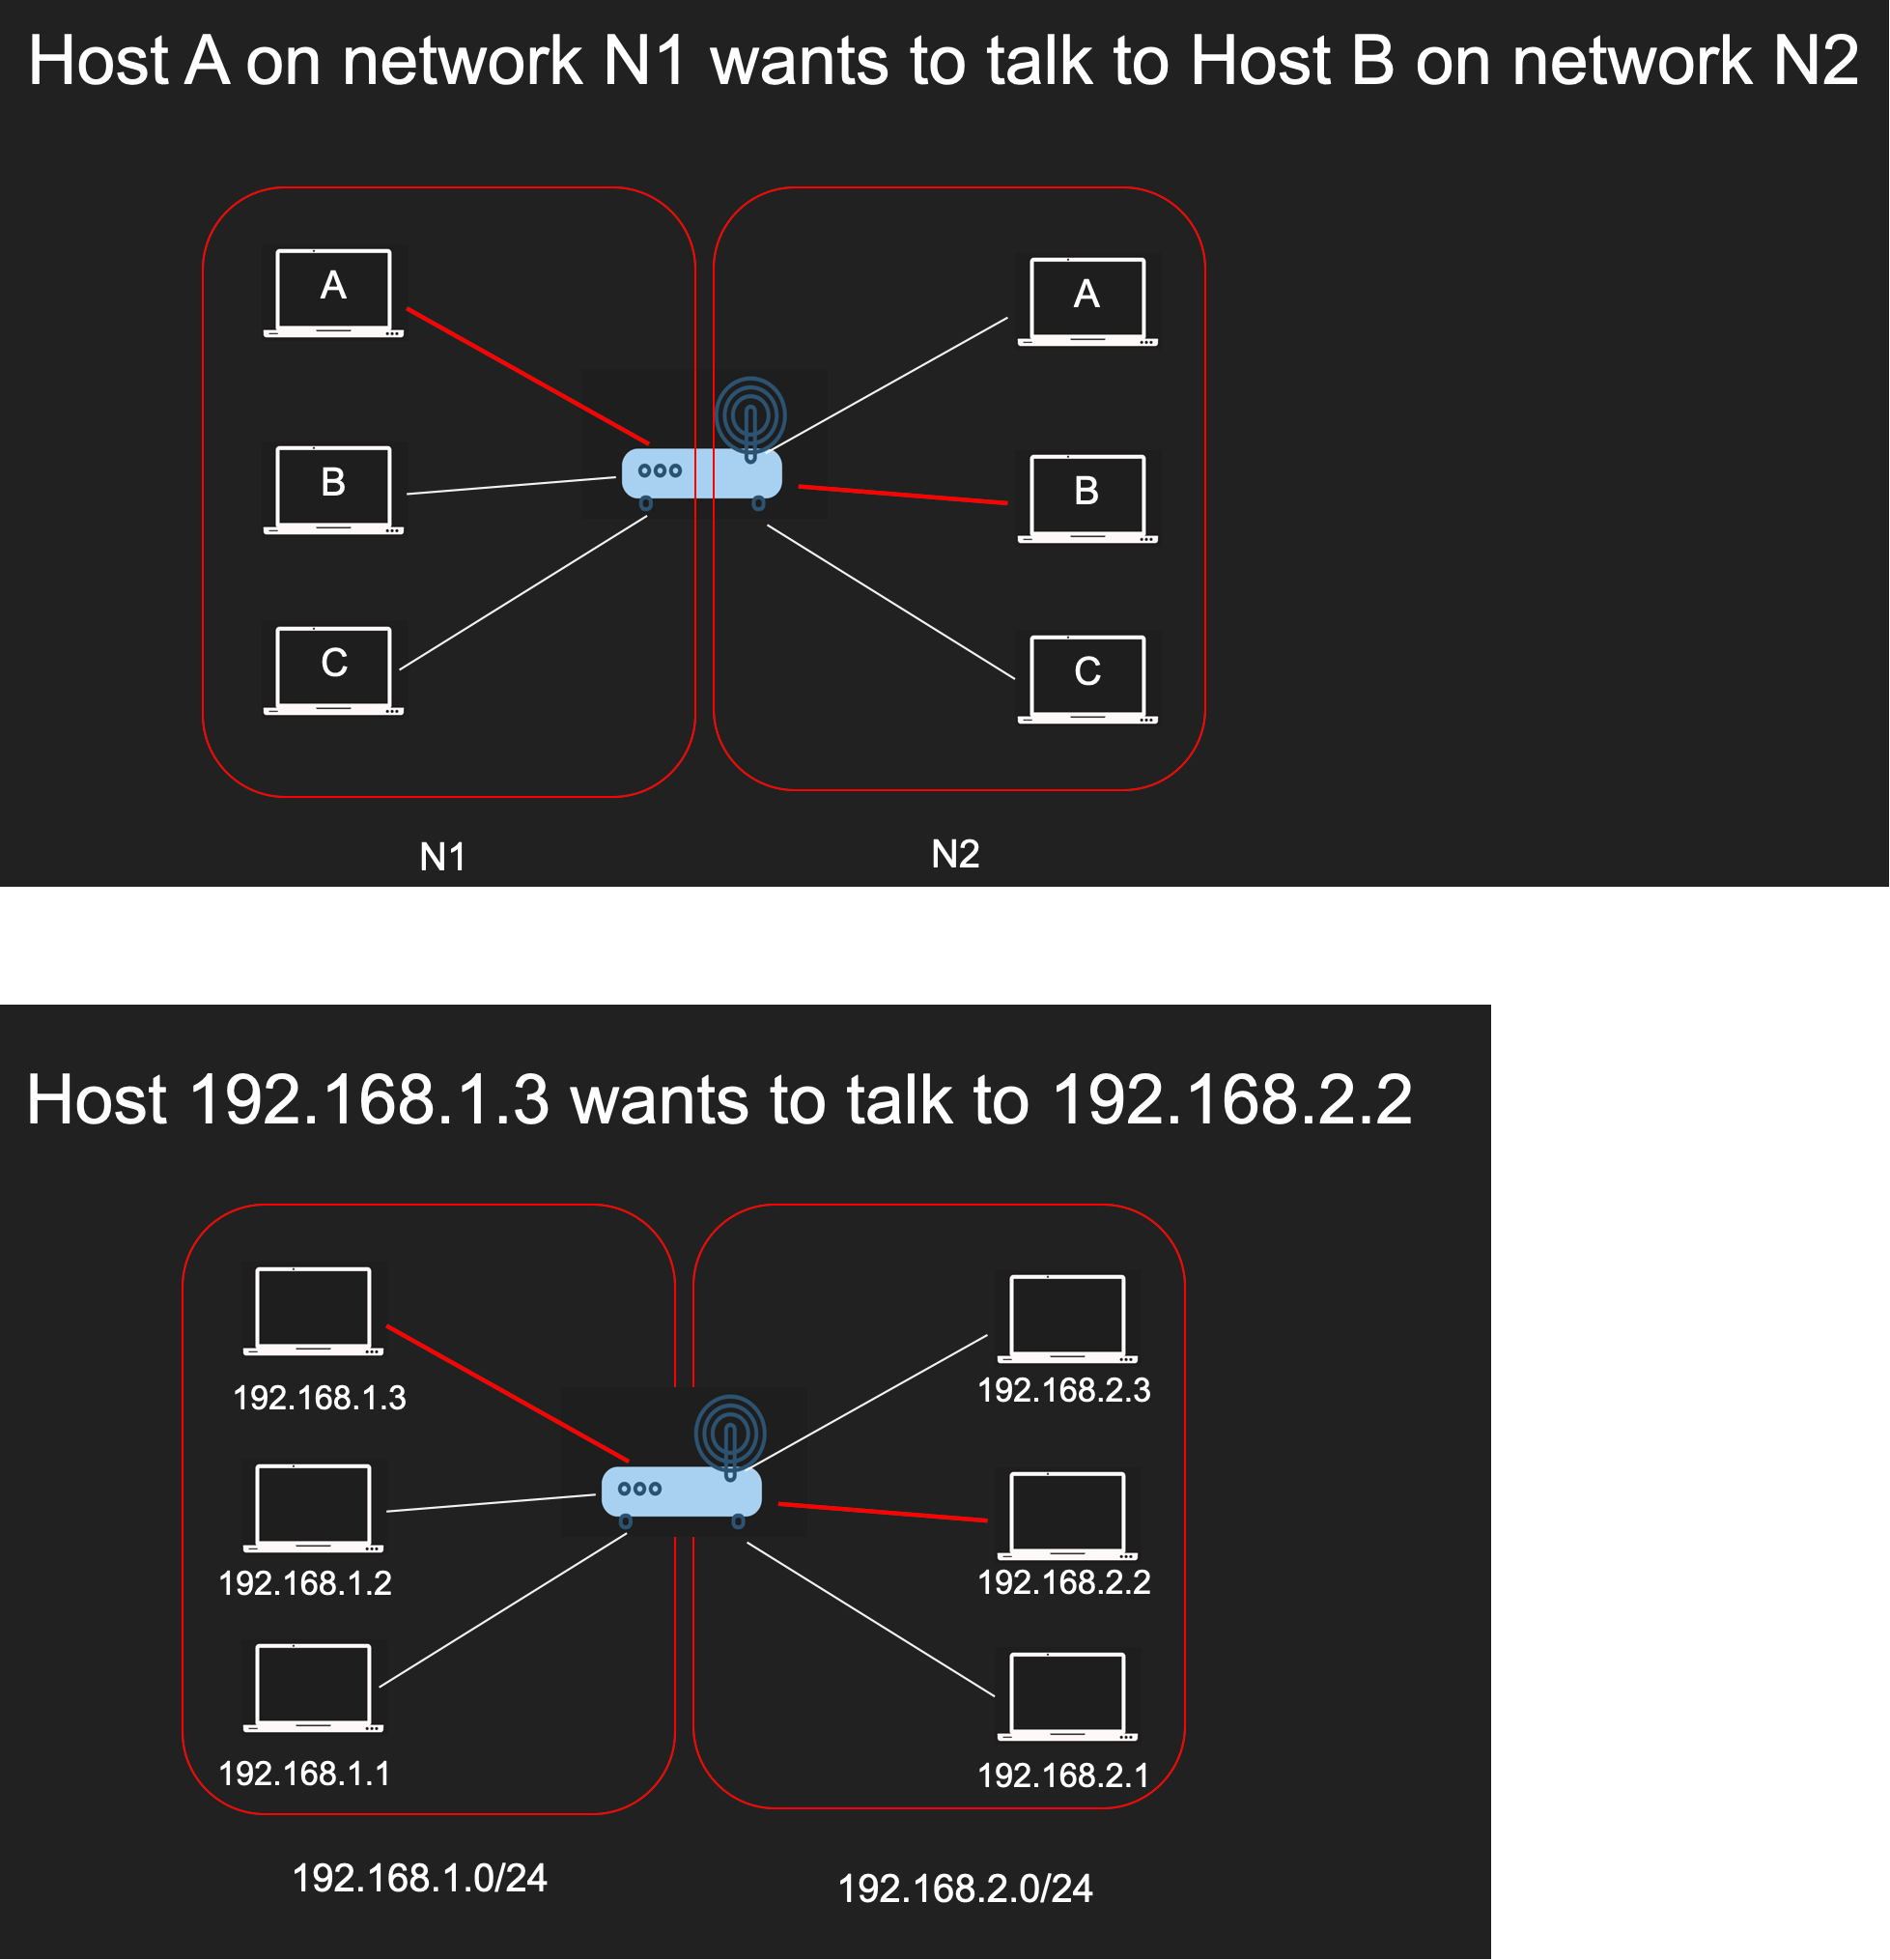 Host A on network N1 wants to talk to Host B on network N2
A
A
B
B
C
C
N1
N2
Host 192.168.1.3 wants to talk to 192.168.2.2
192.168.1.3
192.168.2.3
192.168.1.2
192.168.2.2
192.168.1.1
192.168.2.1
192.168.1.0/24
192.168.2.0/24